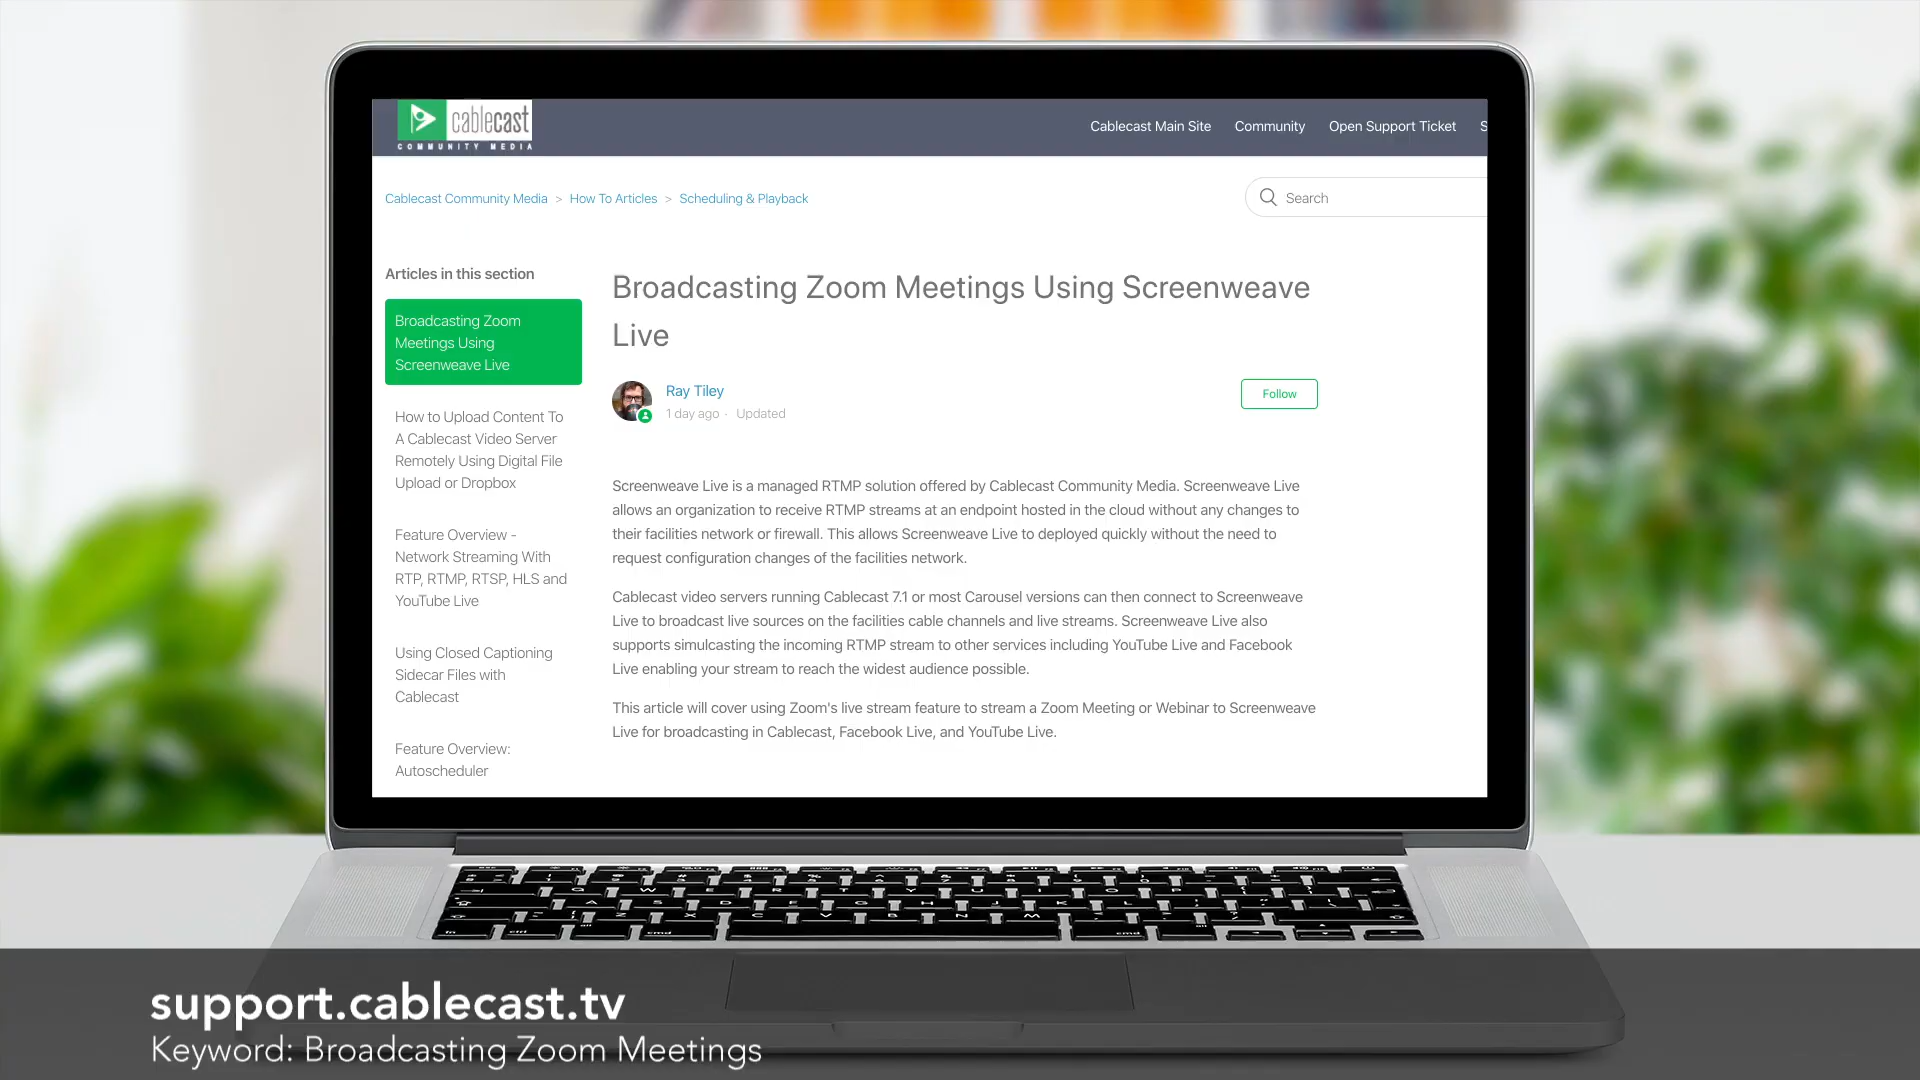 cablecast
COMMUNITY MEDIA
Cablecast Main Site
Community
Open Support Ticket
S
Cablecast Community Media > How To Articles > Scheduling & Playback
Search
Articles in this section
Broadcasting Zoom
Meetings Using
Screenweave Live
How to Upload Content To
A Cablecast Video Server
Remotely Using Digital File
Upload or Dropbox
Feature Overview -
Network Streaming With
RTP, RTMP, RTSP, HLS and
YouTube Live
Using Closed Captioning
Sidecar Files with
Cablecast
Feature Overview:
Autoscheduler
Broadcasting Zoom Meetings Using Screenweave
Live
Ray Tiley
1 day ago · Updated
Follow
Screenweave Live is a managed RTMP solution offered by Cablecast Community Media. Screenweave Live
allows an organization to receive RTMP streams at an endpoint hosted in the cloud without any changes to
their facilities network or firewall. This allows Screenweave Live to deployed quickly without the need to
request configuration changes of the facilities network.
Cablecast video servers running Cablecast 7.1 or most Carousel versions can then connect to Screenweave
Live to broadcast live sources on the facilities cable channels and live streams. Screenweave Live also
supports simulcasting the incoming RTMP stream to other services including YouTube Live and Facebook
Live enabling your stream to reach the widest audience possible.
This article will cover using Zoom's live stream feature to stream a Zoom Meeting or Webinar to Screenweave
Live for broadcasting in Cablecast, Facebook Live, and YouTube Live.
support.cablecast.tv
Keyword: Broadcasting Zoom Meetings